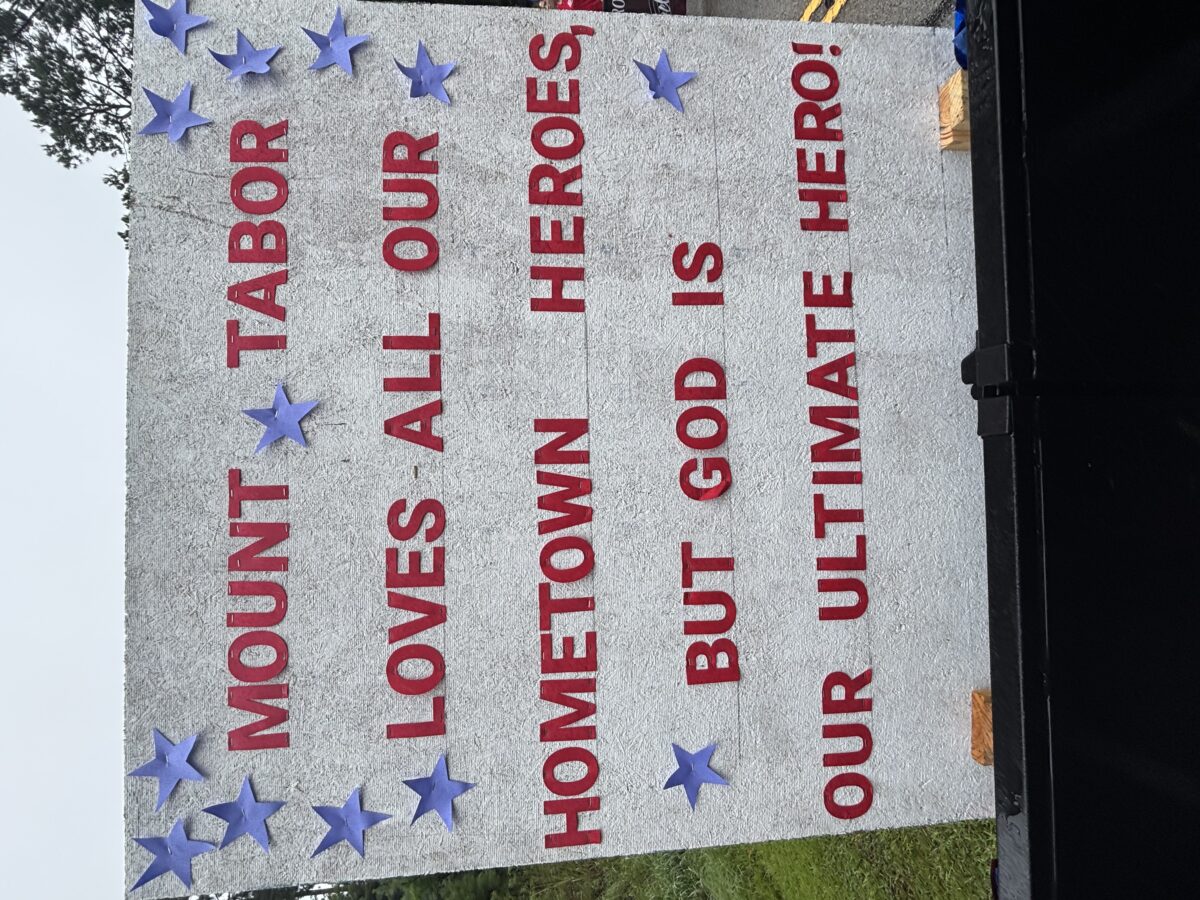 MOUNT TABOR
LOVES ALL OUR
HOMETOWN HEROES,
BUT GOD IS
OUR ULTIMATE HERO!